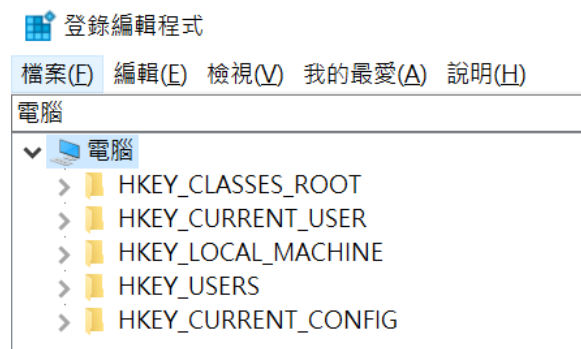 登錄編輯程式
檔案(F) 編輯(E) 檢視(V) 我的最愛(A) 說明(H)
電腦
電腦
HKEY_CLASSES_ROOT
HKEY_CURRENT_USER
HKEY_LOCAL_MACHINE
HKEY_USERS
HKEY_CURRENT_CONFIG